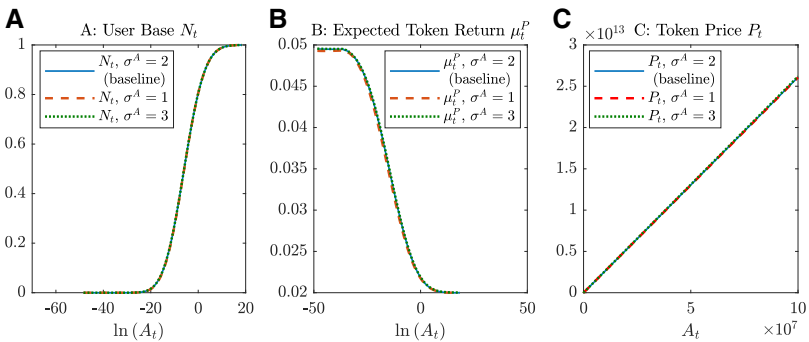 A
A: User Base N_t
1
0.8
0.6
0.4
0.2
0
-60
-40
-20
0
ln (A_t)
N_t, σ^A = 2
(baseline)
N_t, σ^A = 1
N_t, σ^A = 3
B
B: Expected Token Return μ_t^P
0.05
0.045
0.04
0.035
0.03
0.025
0.02
-50
0
50
ln (A_t)
μ_t^P, σ^A = 2
(baseline)
μ_t^P, σ^A = 1
μ_t^P, σ^A = 3
C
C: Token Price P_t
×10^13
3
2.5
2
1.5
1
0.5
0
0
5
10
A_t
×10^7
P_t, σ^A = 2
(baseline)
P_t, σ^A = 1
P_t, σ^A = 3